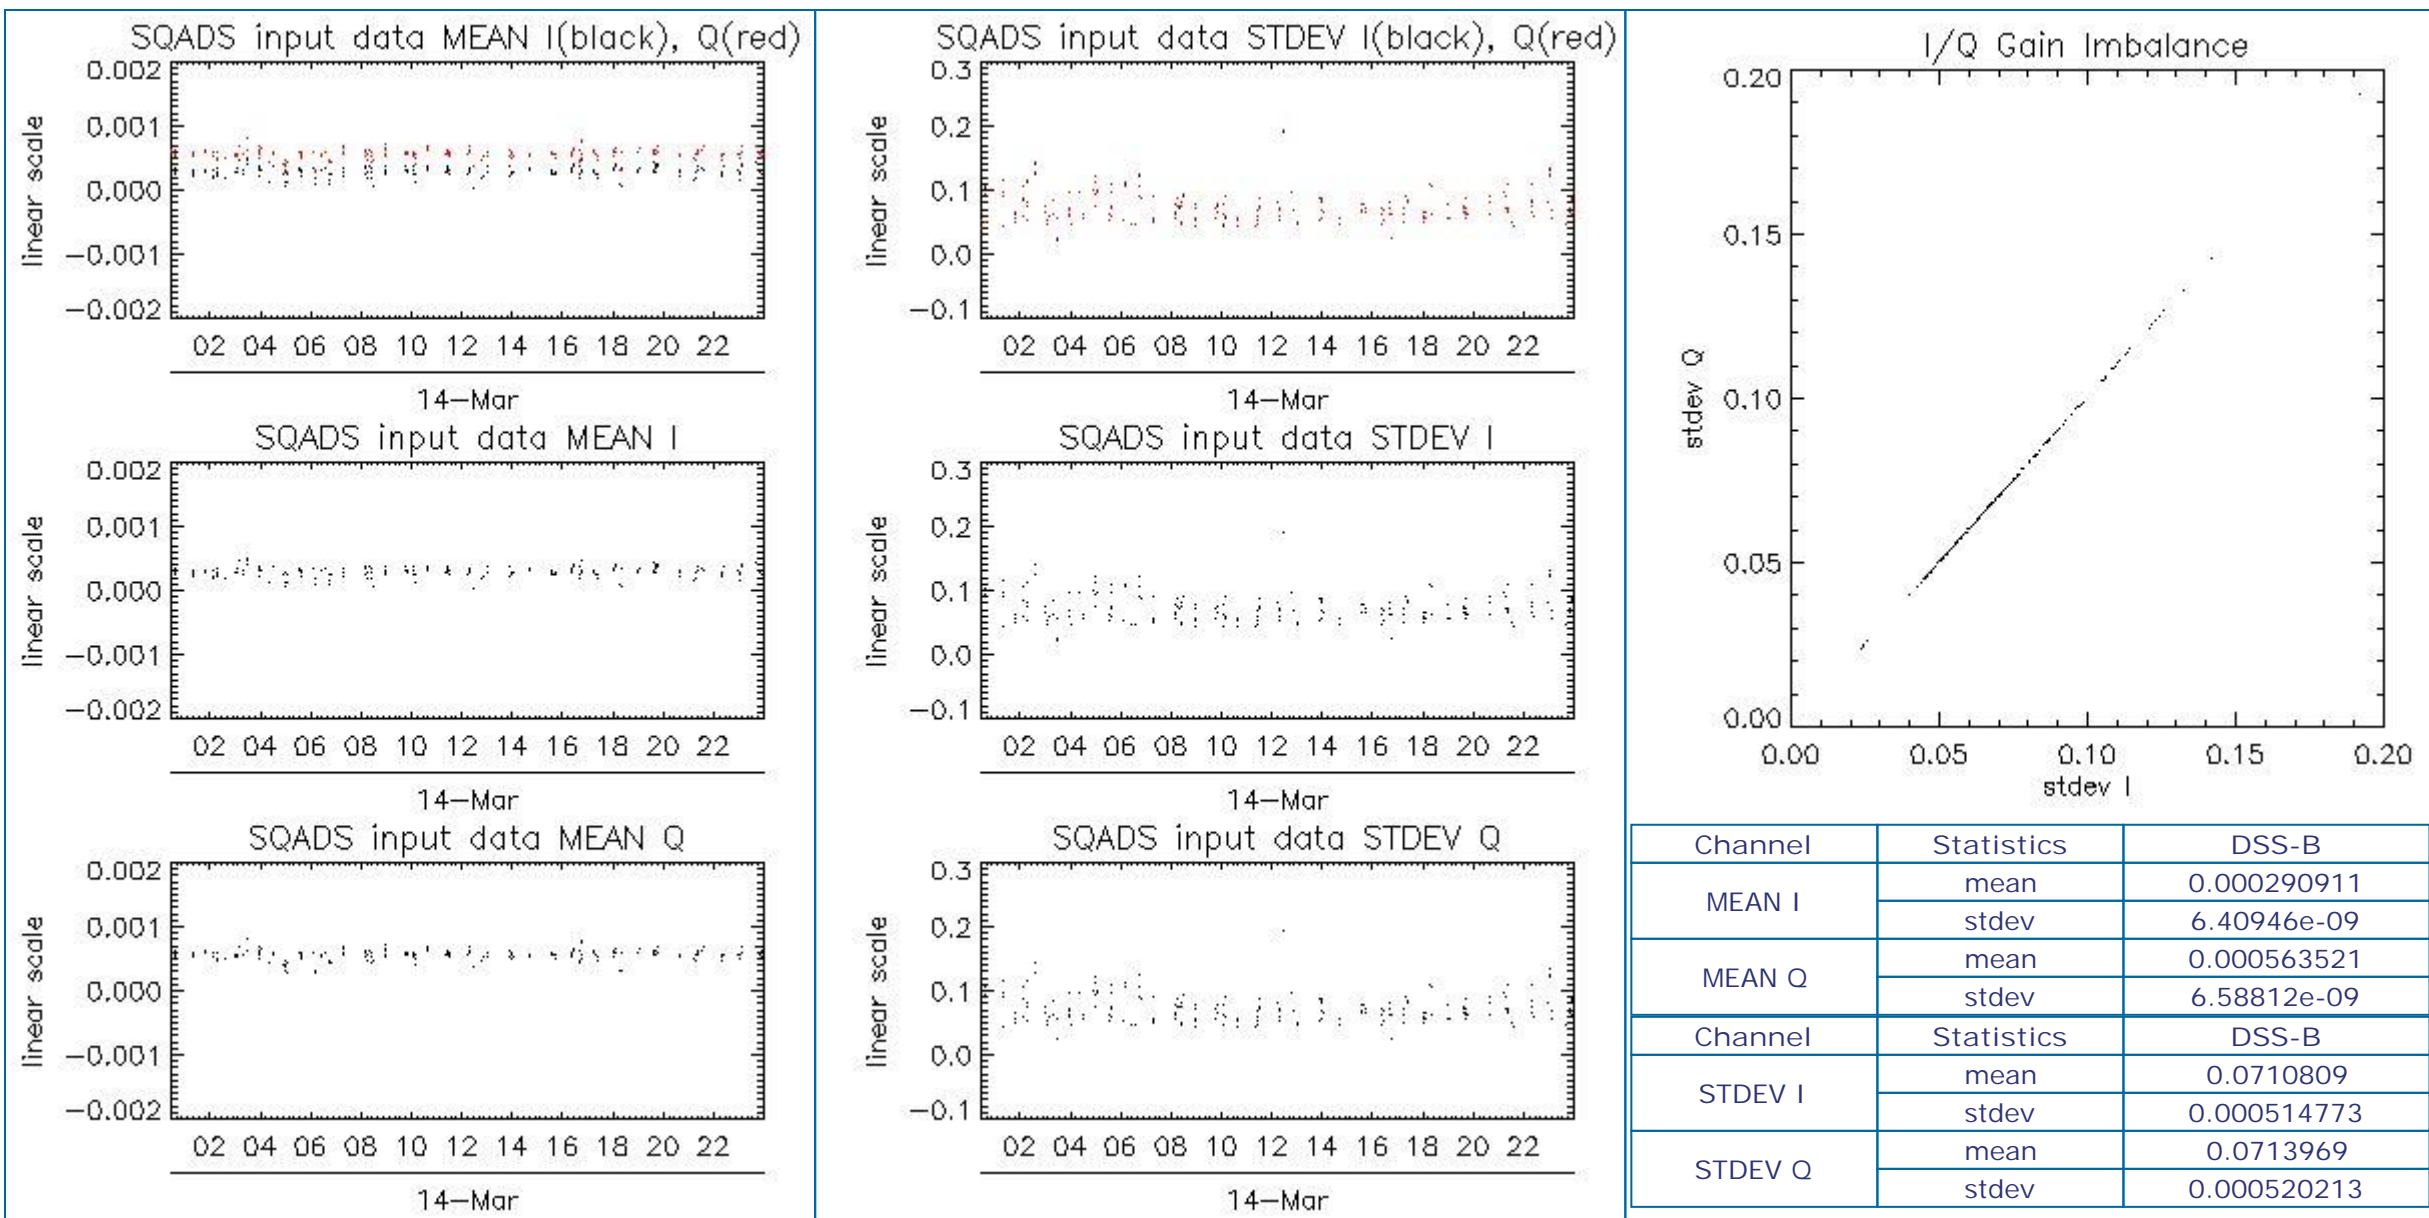 SQADS input data MEAN I(black), Q(red)
0.002
0.001
0.000
-0.001
-0.002
linear scale
02 04 06 08 10 12 14 16 18 20 22
14-Mar
SQADS input data MEAN I
0.002
0.001
0.000
-0.001
-0.002
linear scale
02 04 06 08 10 12 14 16 18 20 22
14-Mar
SQADS input data MEAN Q
0.002
0.001
0.000
-0.001
-0.002
linear scale
02 04 06 08 10 12 14 16 18 20 22
14-Mar
SQADS input data STDEV I(black), Q(red)
0.3
0.2
0.1
0.0
-0.1
linear scale
02 04 06 08 10 12 14 16 18 20 22
14-Mar
SQADS input data STDEV I
0.3
0.2
0.1
0.0
-0.1
linear scale
02 04 06 08 10 12 14 16 18 20 22
14-Mar
SQADS input data STDEV Q
0.3
0.2
0.1
0.0
-0.1
linear scale
02 04 06 08 10 12 14 16 18 20 22
14-Mar
I/Q Gain Imbalance
0.20
0.15
0.10
0.05
0.00
stdev Q
0.00 0.05 0.10 0.15 0.20
stdev I
Channel Statistics DSS-B
MEAN I mean 0.000290911
stdev 6.40946e-09
MEAN Q mean 0.000563521
stdev 6.58812e-09
Channel Statistics DSS-B
STDEV I mean 0.0710809
stdev 0.000514773
STDEV Q mean 0.0713969
stdev 0.000520213